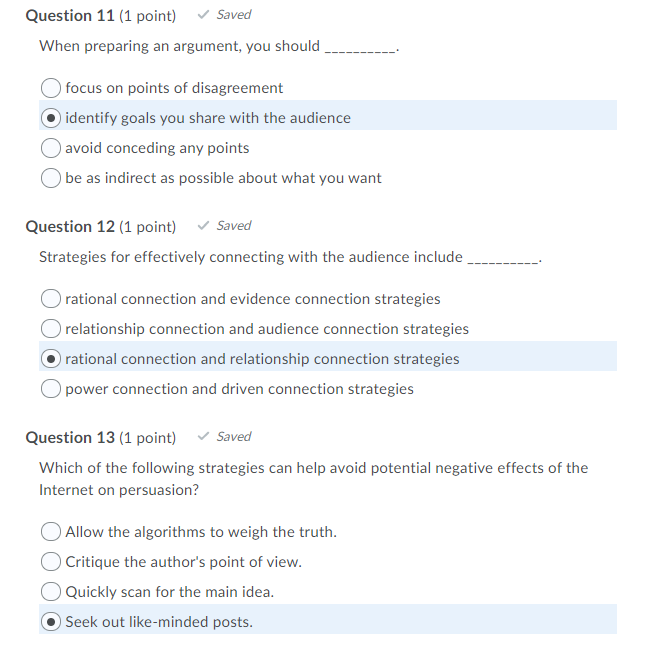 Question 11 (1 point) ✓ Saved
When preparing an argument, you should __________.
focus on points of disagreement
identify goals you share with the audience
avoid conceding any points
be as indirect as possible about what you want
Question 12 (1 point) ✓ Saved
Strategies for effectively connecting with the audience include __________.
rational connection and evidence connection strategies
relationship connection and audience connection strategies
rational connection and relationship connection strategies
power connection and driven connection strategies
Question 13 (1 point) ✓ Saved
Which of the following strategies can help avoid potential negative effects of the
Internet on persuasion?
Allow the algorithms to weigh the truth.
Critique the author's point of view.
Quickly scan for the main idea.
Seek out like-minded posts.